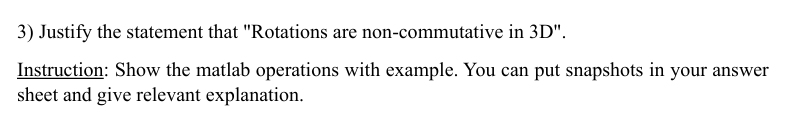 3) Justify the statement that "Rotations are non-commutative in 3D".
Instruction: Show the matlab operations with example. You can put snapshots in your answer
sheet and give relevant explanation.